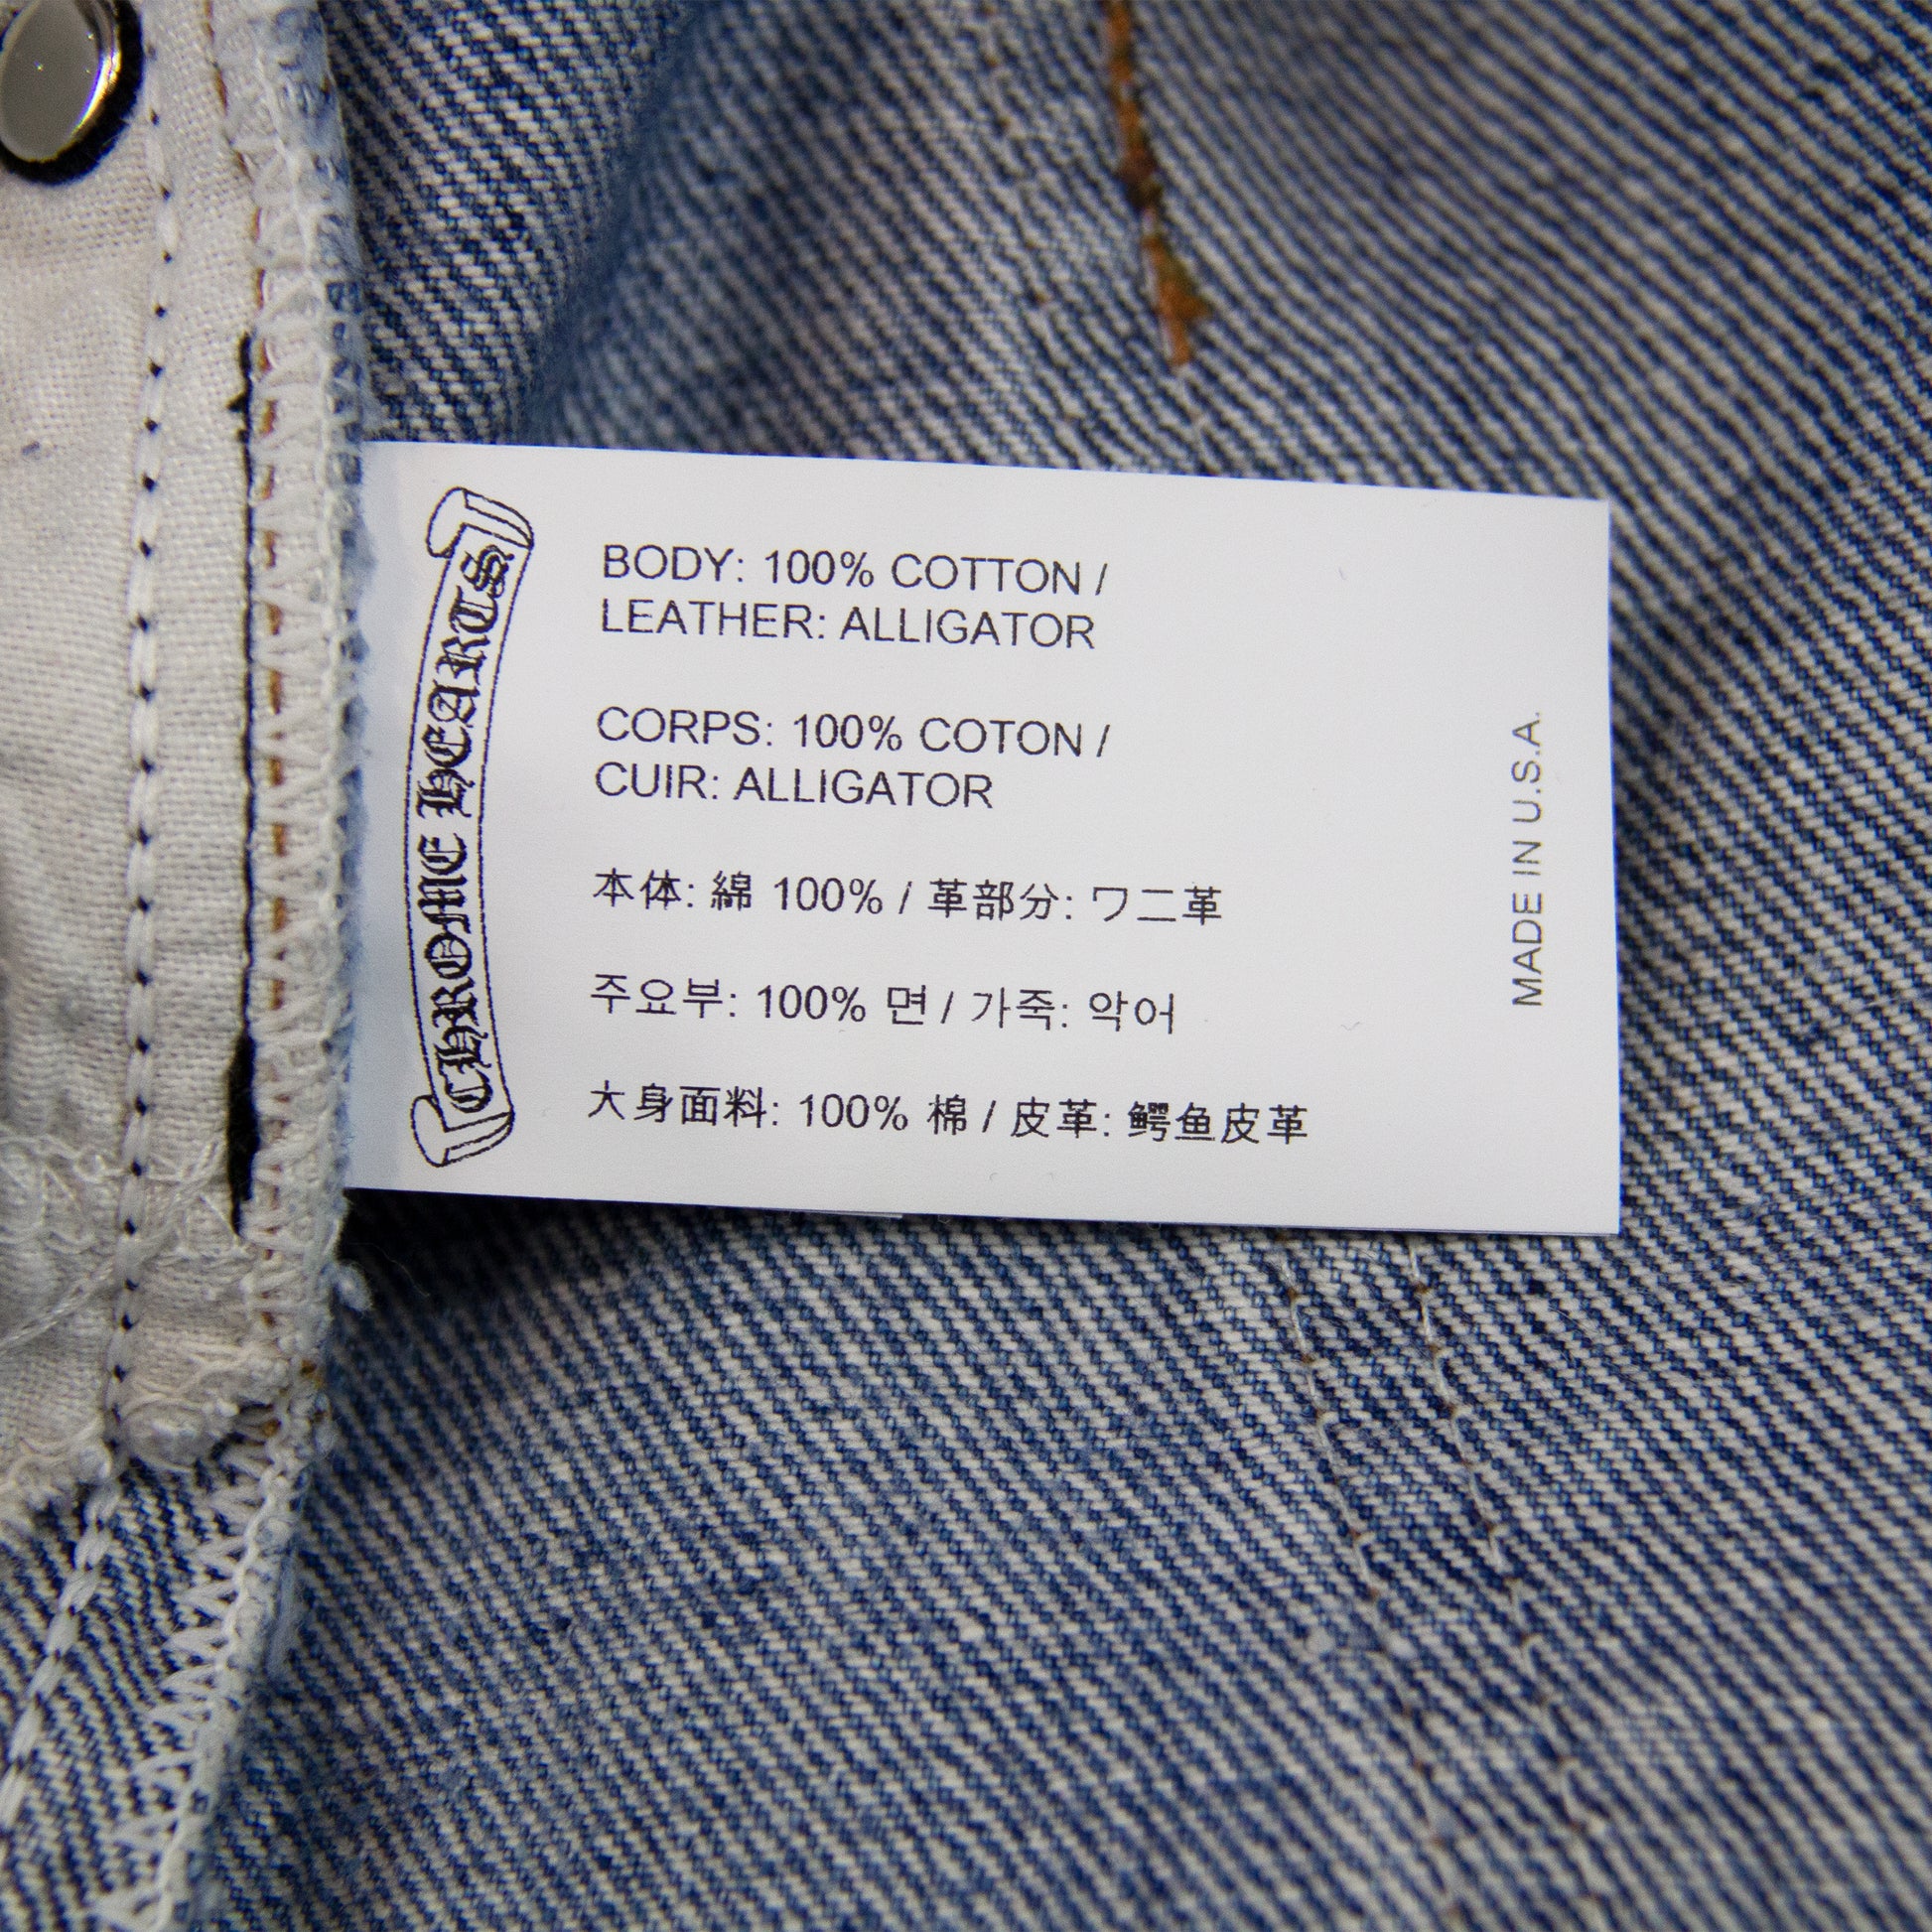 CHROME HEARTS
BODY: 100% COTTON /
LEATHER: ALLIGATOR
CORPS: 100% COTON /
CUIR: ALLIGATOR
本体: 綿 100% / 革部分: ワニ革
주요부: 100% 면 / 가죽: 악어
大身面料: 100% 棉 / 皮革: 鳄鱼皮革
MADE IN U.S.A.